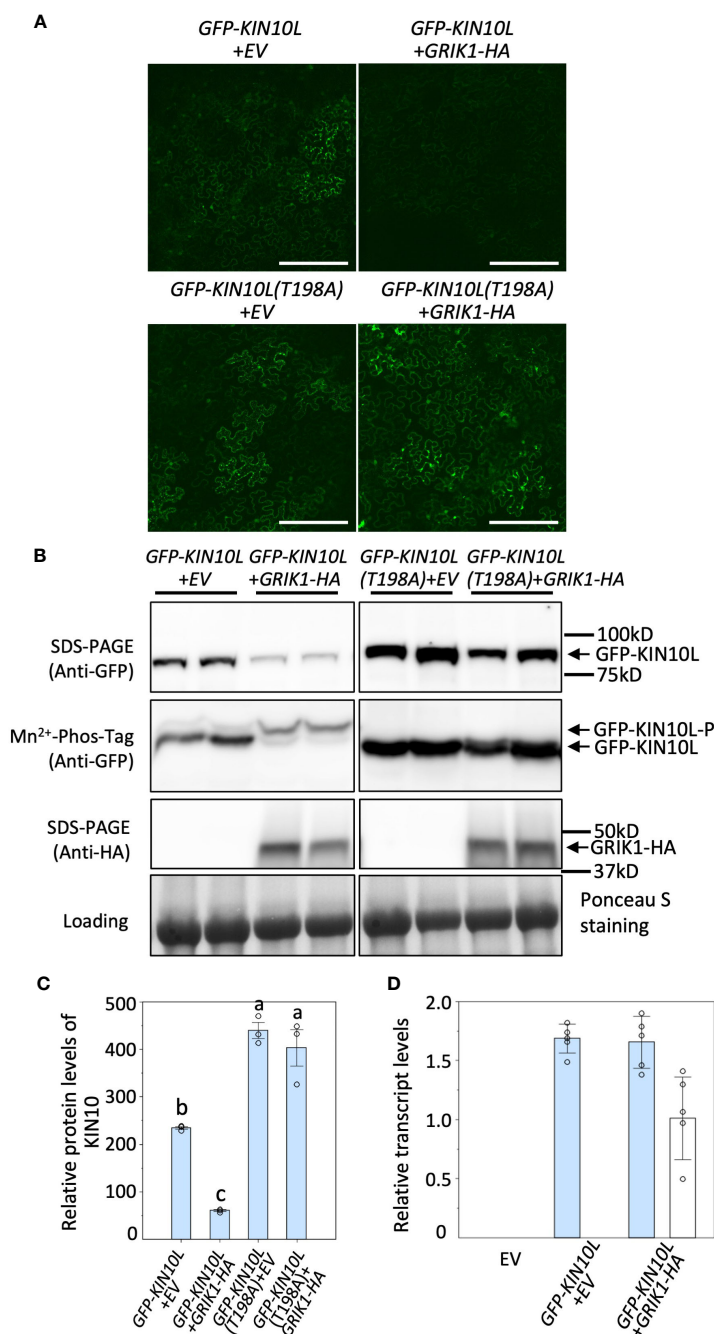 A
GFP-KIN10L
+EV
GFP-KIN10L
+GRIK1-HA
GFP-KIN10L(T198A)
+EV
GFP-KIN10L(T198A)
+GRIK1-HA
B
GFP-KIN10L
+EV
GFP-KIN10L
+GRIK1-HA
GFP-KIN10L
(T198A)+EV
GFP-KIN10L
(T198A)+GRIK1-HA
SDS-PAGE
(Anti-GFP)
100kD
GFP-KIN10L
75kD
Mn2+-Phos-Tag
(Anti-GFP)
GFP-KIN10L-P
GFP-KIN10L
SDS-PAGE
(Anti-HA)
50kD
GRIK1-HA
37kD
Loading
Ponceau S
staining
C
Relative protein levels of
KIN10
500
400
300
200
100
0
b
c
a
a
GFP-KIN10L
+EV
GFP-KIN10L
+GRIK1-HA
GFP-KIN10L
(T198A)+EV
GFP-KIN10L
(T198A)+
GRIK1-HA
D
Relative transcript levels
2.0
1.5
1.0
0.5
0
EV
GFP-KIN10L
+EV
GFP-KIN10L
+GRIK1-HA